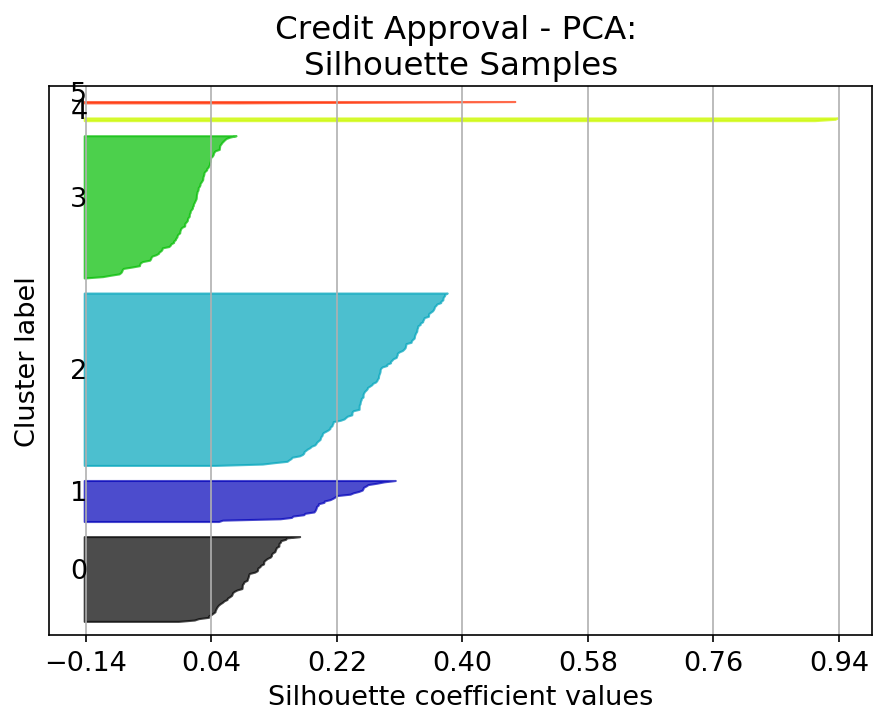 Credit Approval - PCA:
Silhouette Samples
5
4
3
2
1
0
Cluster label
−0.14 0.04 0.22 0.40 0.58 0.76 0.94
Silhouette coefficient values